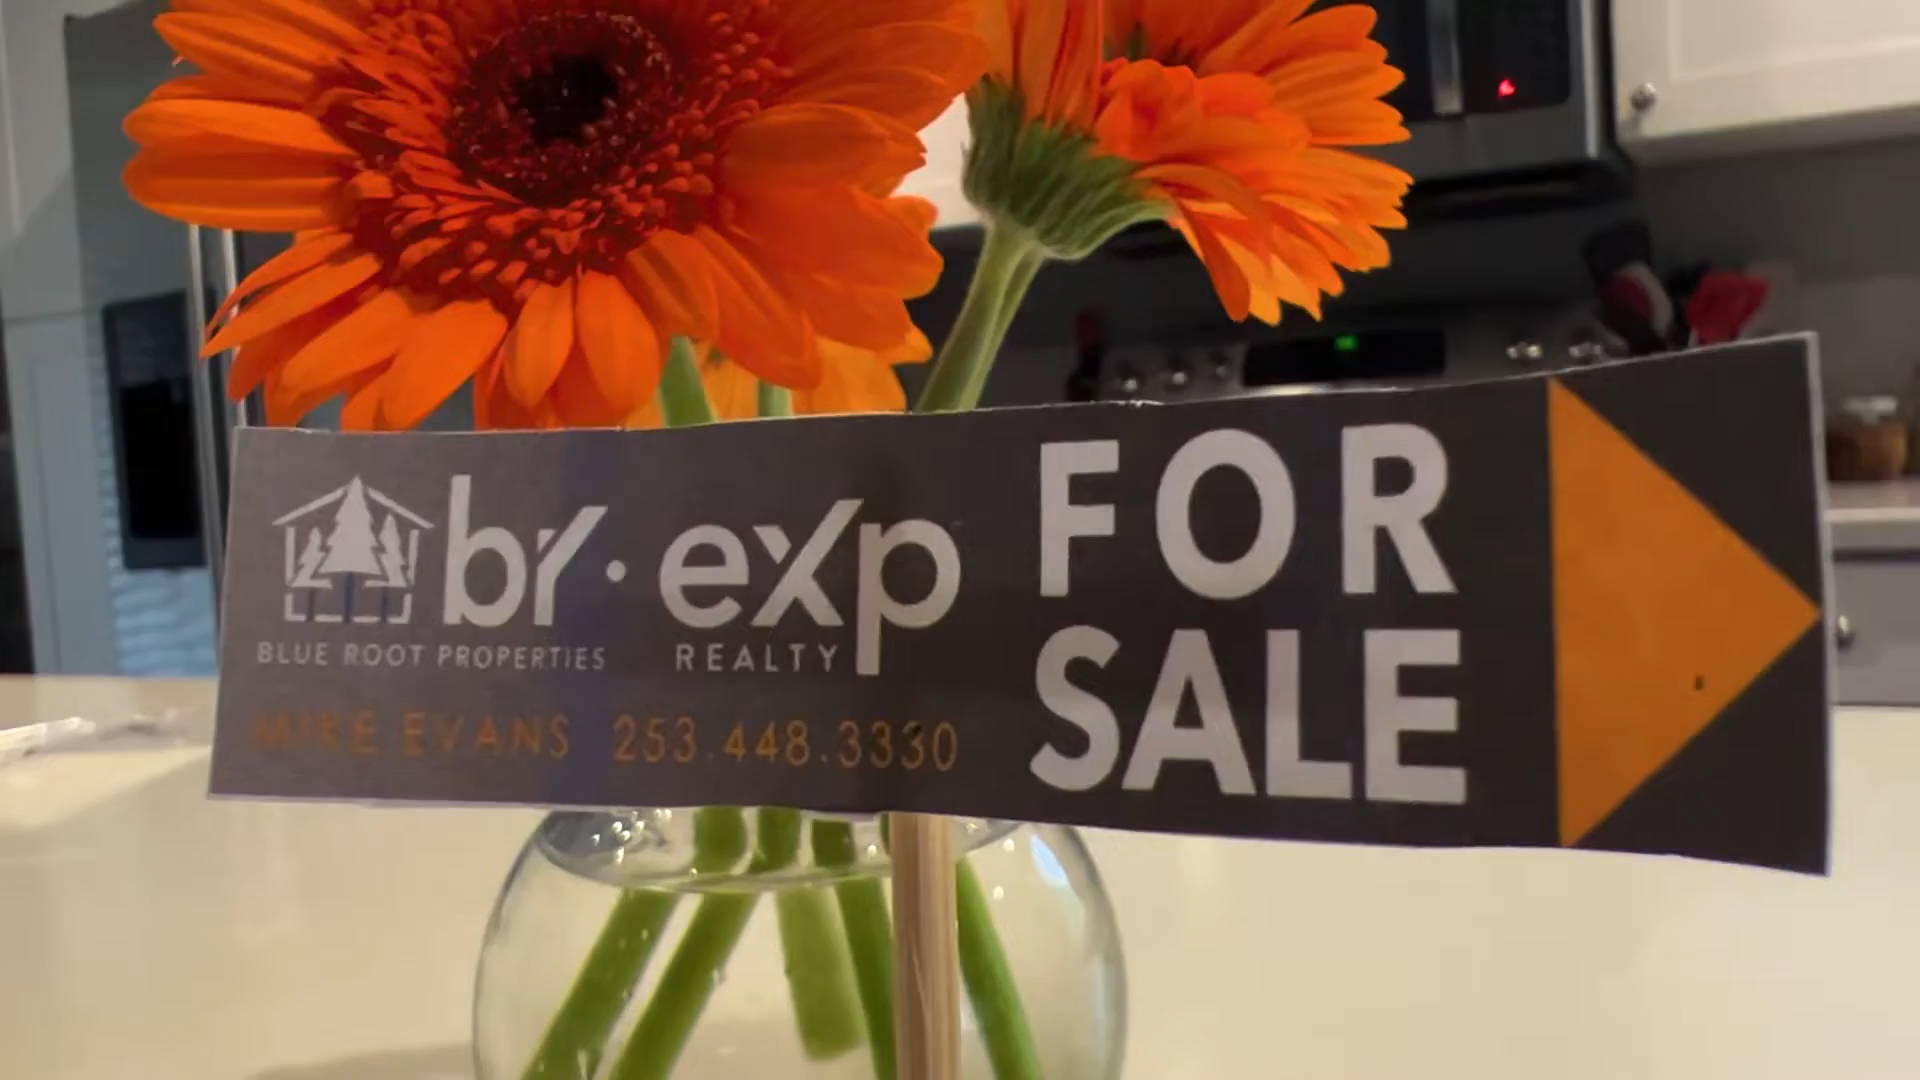 br · exp
BLUE ROOT PROPERTIES REALTY
MIKE EVANS 253.448.3330
FOR
SALE